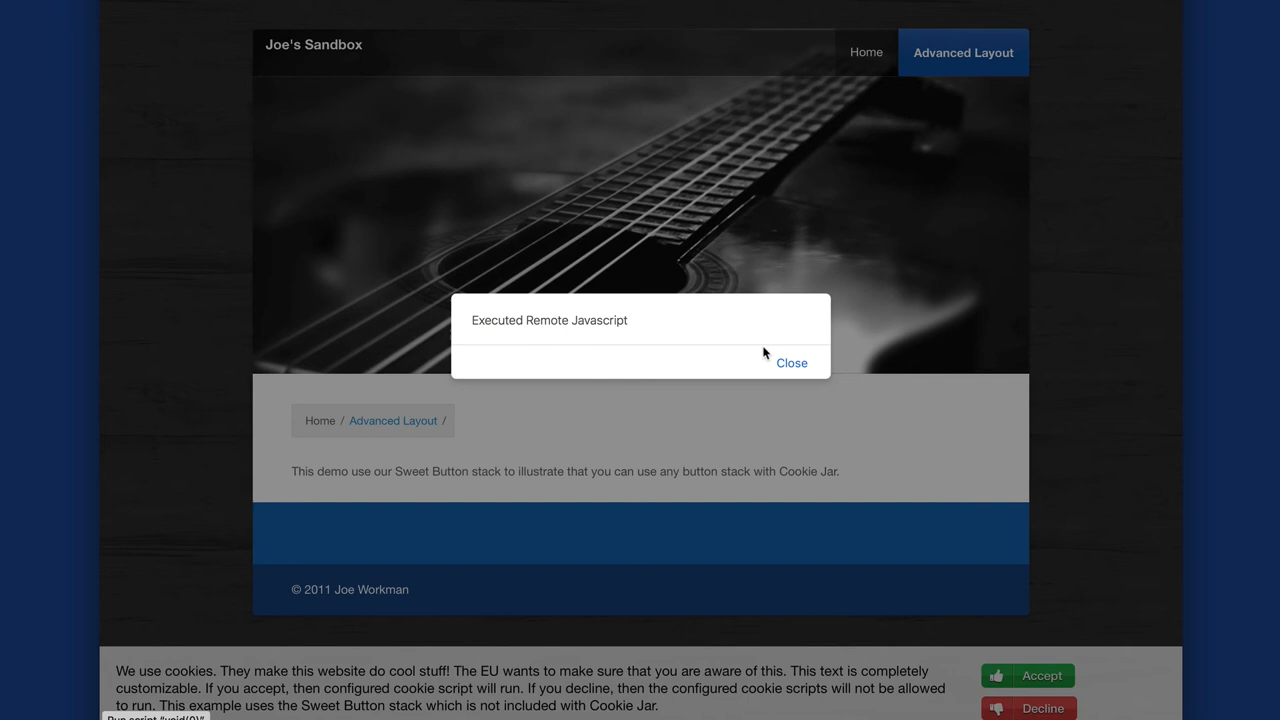 Joe's Sandbox
Home
Advanced Layout
Executed Remote Javascript
Close
Home / Advanced Layout /
This demo use our Sweet Button stack to illustrate that you can use any button stack with Cookie Jar.
© 2011 Joe Workman
We use cookies. They make this website do cool stuff! The EU wants to make sure that you are aware of this. This text is completely
customizable. If you accept, then configured cookie script will run. If you decline, then the configured cookie scripts will not be allowed
to run. This example uses the Sweet Button stack which is not included with Cookie Jar.
Accept
Decline
Run script "void(0)"